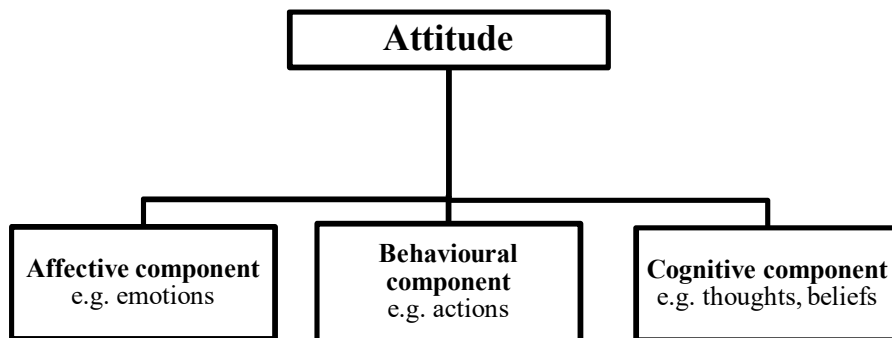 Attitude
Affective component
e.g. emotions
Behavioural
component
e.g. actions
Cognitive component
e.g. thoughts, beliefs